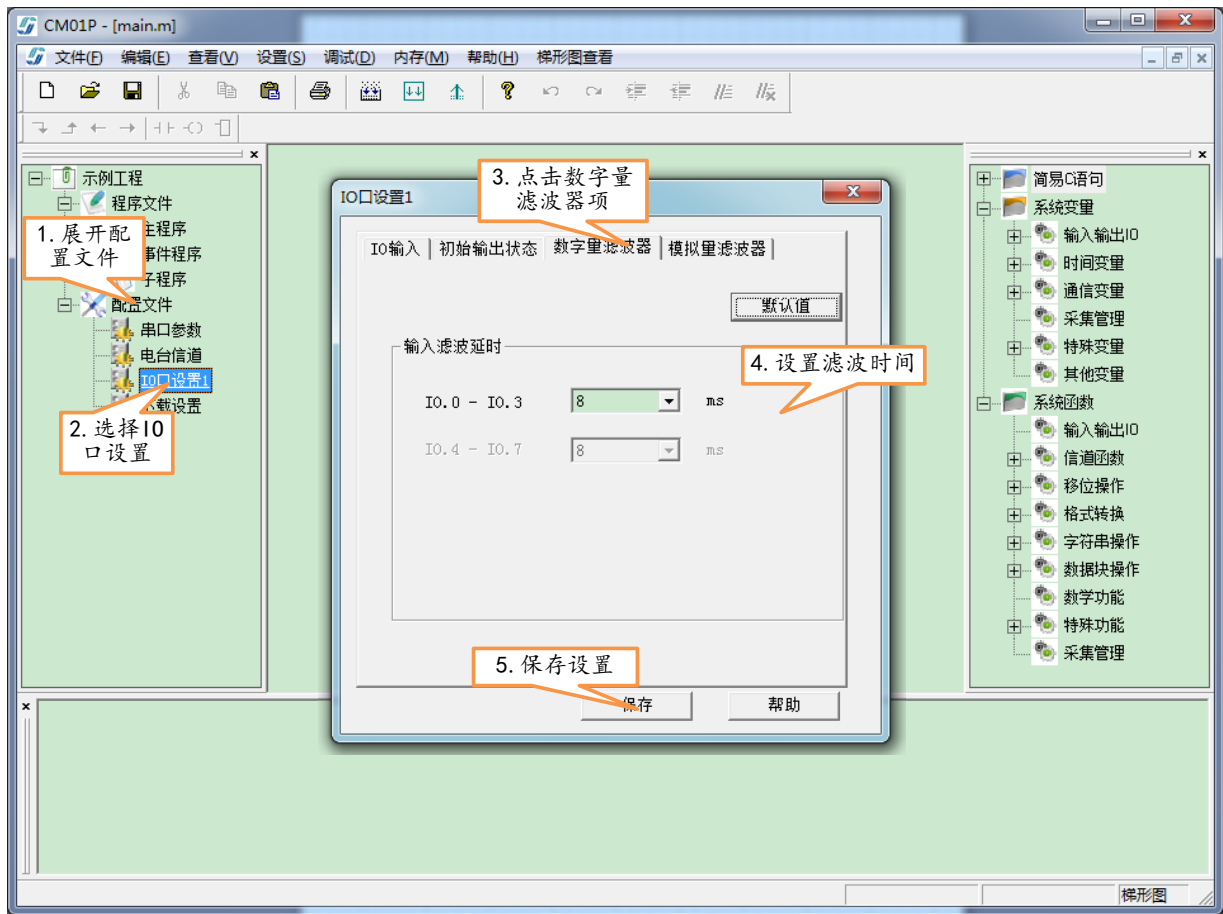 CM01P - [main.m]
文件(F) 编辑(E) 查看(V) 设置(S) 调试(D) 内存(M) 帮助(H) 梯形图查看
示例工程
程序文件
主程序
事件程序
子程序
配置文件
串口参数
电台信道
IO口设置1
下载设置
1.展开配
置文件
2.选择IO
口设置
IO口设置1
3.点击数字量
滤波器项
IO输入 初始输出状态 数字量滤波器 模拟量滤波器
默认值
输入滤波延时
4.设置滤波时间
I0.0 - I0.3 8 ms
I0.4 - I0.7 8 ms
5.保存设置
保存 帮助
简易C语句
系统变量
输入输出IO
时间变量
通信变量
采集管理
特殊变量
其他变量
系统函数
输入输出IO
信道函数
移位操作
格式转换
字符串操作
数据块操作
数学功能
特殊功能
采集管理
梯形图